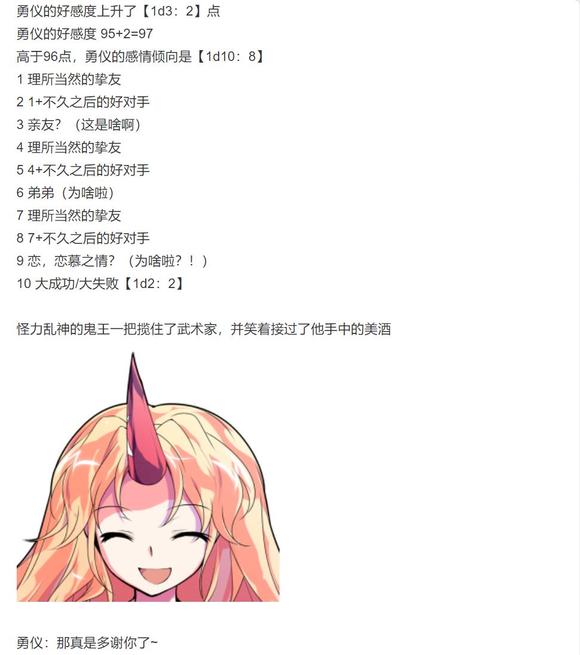 勇仪的好感度上升了【1d3：2】点
勇仪的好感度 95+2=97
高于96点，勇仪的感情倾向是【1d10：8】
1 理所当然的挚友
2 1+不久之后的好对手
3 亲友？（这是啥啊）
4 理所当然的挚友
5 4+不久之后的好对手
6 弟弟（为啥啦）
7 理所当然的挚友
8 7+不久之后的好对手
9 恋，恋慕之情？（为啥啦？！）
10 大成功/大失败【1d2：2】
怪力乱神的鬼王一把揽住了武术家，并笑着接过了他手中的美酒
勇仪：那真是多谢你了~